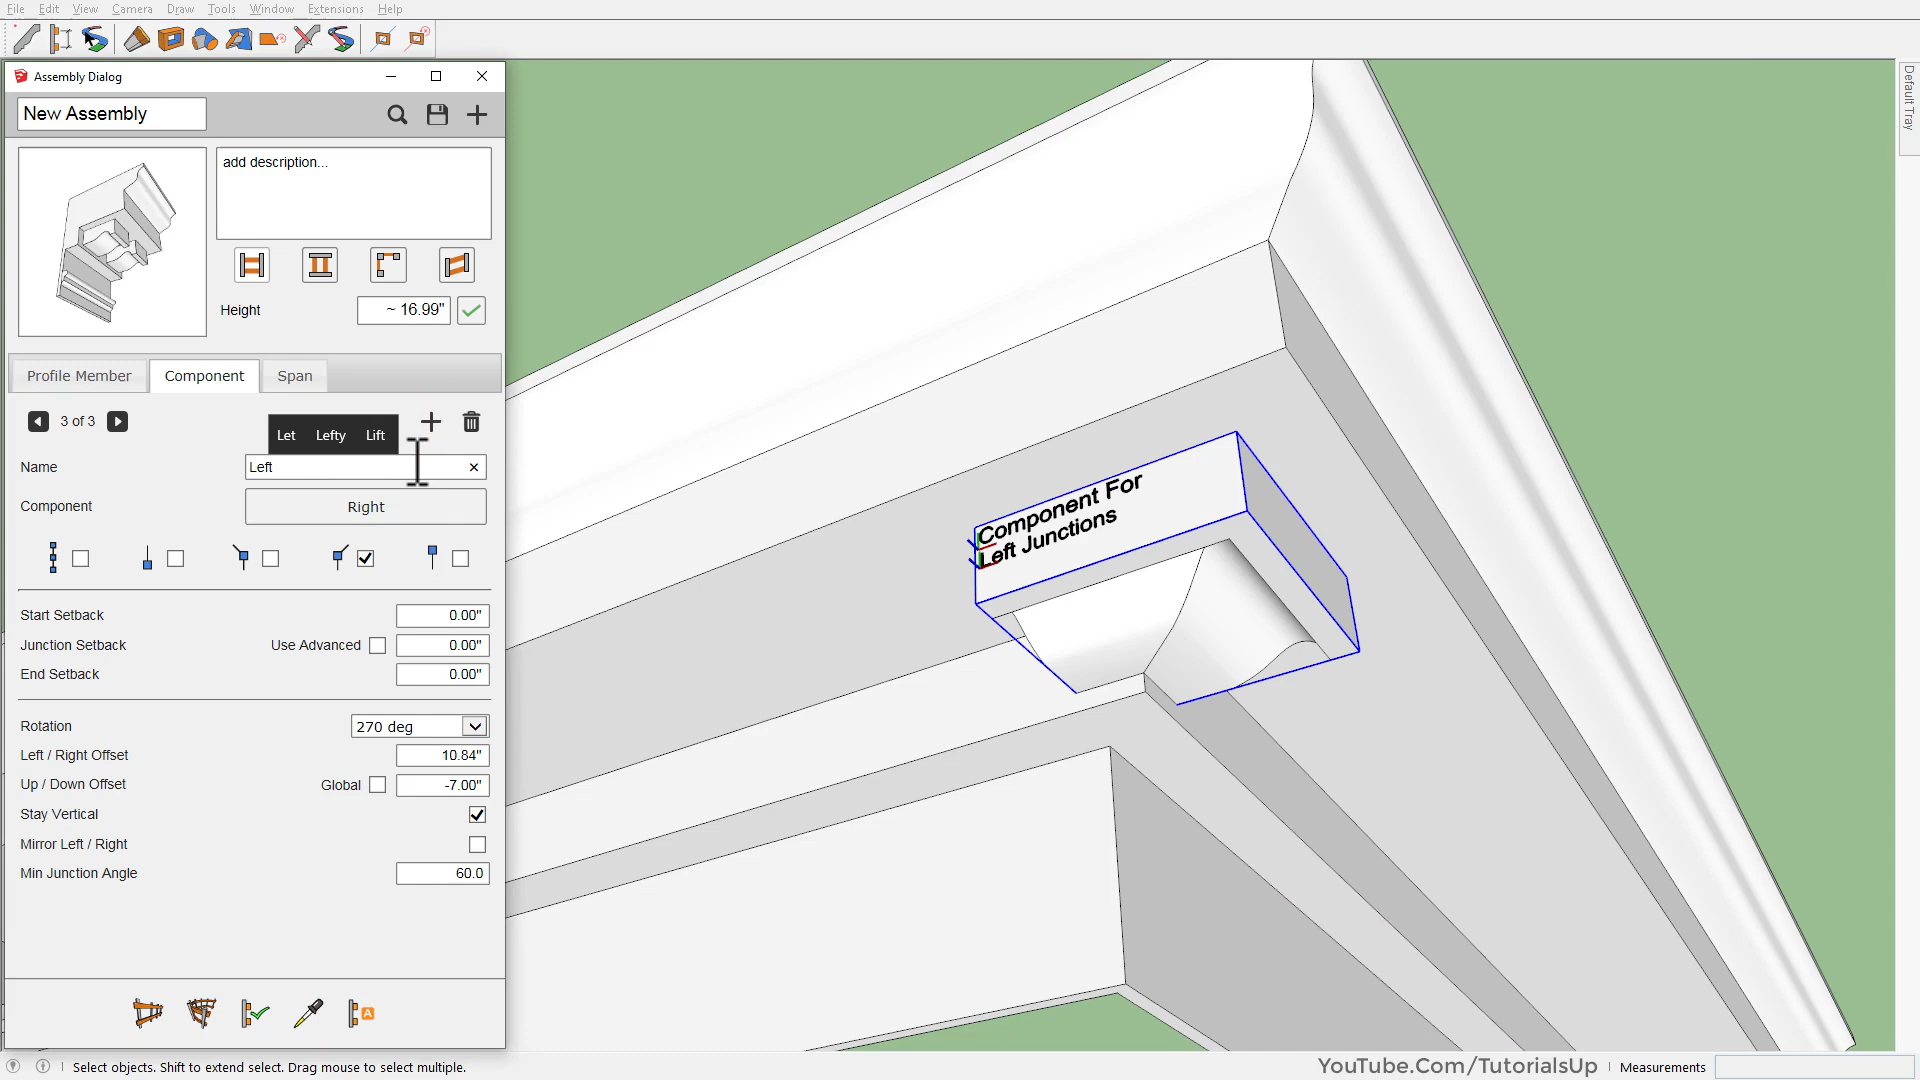 File Edit View Camera Draw Tools Window Extensions Help
Assembly Dialog
New Assembly
add description...
Height ~ 16.99"
Profile Member Component Span
3 of 3
Let Lefty Lift
Name Left
Component Right
Start Setback 0.00"
Junction Setback Use Advanced 0.00"
End Setback 0.00"
Rotation 270 deg
Left / Right Offset 10.84"
Up / Down Offset Global -7.00"
Stay Vertical
Mirror Left / Right
Min Junction Angle 60.0
A
Component For
Left Junctions
Default Tray
Select objects. Shift to extend select. Drag mouse to select multiple.
YouTube.Com/TutorialsUp
Measurements